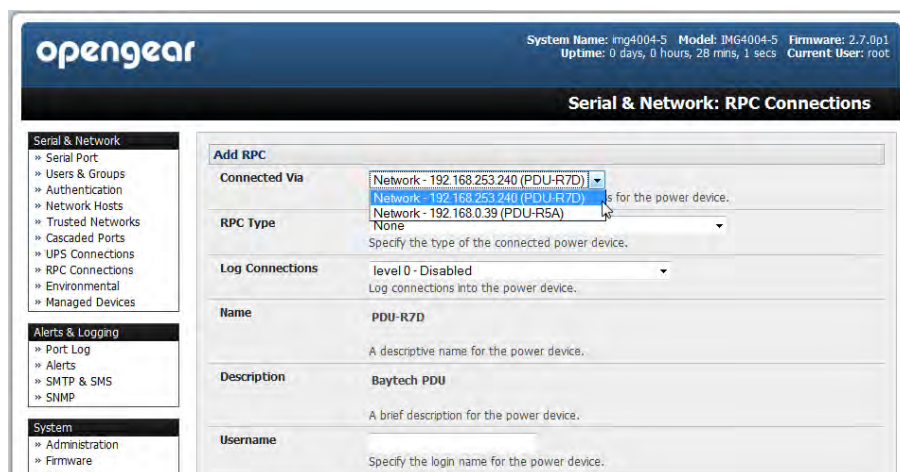 opengear
System Name: img4004-5 Model: IMG4004-5 Firmware: 2.7.0p1
Uptime: 0 days, 0 hours, 28 mins, 1 secs Current User: root
Serial & Network: RPC Connections
Serial & Network
» Serial Port
» Users & Groups
» Authentication
» Network Hosts
» Trusted Networks
» Cascaded Ports
» UPS Connections
» RPC Connections
» Environmental
» Managed Devices
Alerts & Logging
» Port Log
» Alerts
» SMTP & SMS
» SNMP
System
» Administration
» Firmware
Add RPC
Connected Via
Network - 192.168.253.240 (PDU-R7D)
Network - 192.168.253.240 (PDU-R7D)
s for the power device.
Network - 192.168.0.39 (PDU-R5A)
RPC Type
None
Specify the type of the connected power device.
Log Connections
level 0 - Disabled
Log connections into the power device.
Name
PDU-R7D
A descriptive name for the power device.
Description
Baytech PDU
A brief description for the power device.
Username
Specify the login name for the power device.